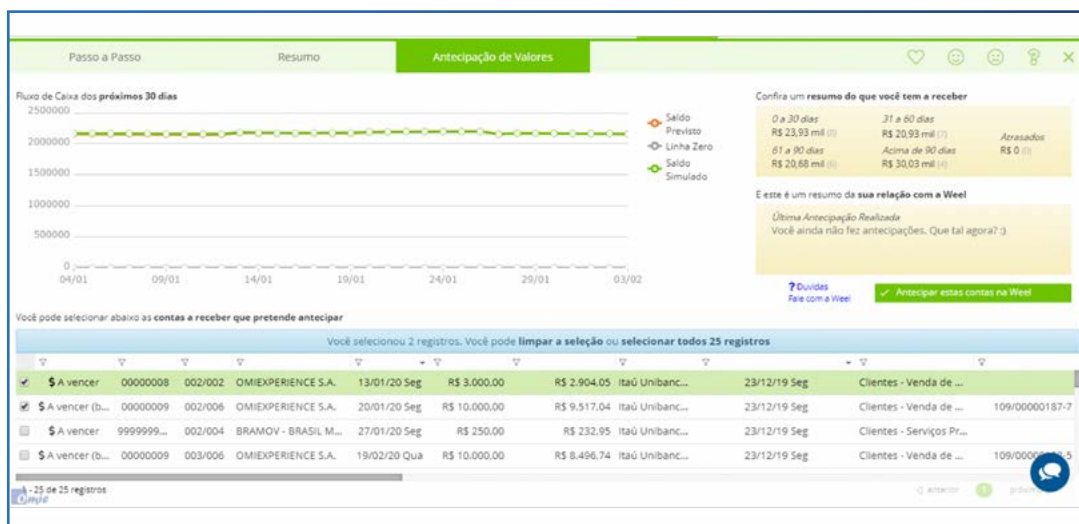 Passo a Passo Resumo Antecipação de Valores
Fluxo de Caixa dos próximos 30 dias
2500000
2000000
1500000
1000000
500000
0
04/01 09/01 14/01 19/01 24/01 29/01 03/02
Saldo
Previsto
Linha Zero
Saldo
Simulado
Confira um resumo do que você tem a receber
0 a 30 dias 31 a 60 dias
R$ 23,93 mil R$ 20,93 mil (7) Atrasados
61 a 90 dias Acima de 90 dias R$ 0 (0)
R$ 20,68 mil (6) R$ 30,03 mil (4)
E este é um resumo da sua relação com a Weel
Última Antecipação Realizada
Você ainda não fez antecipações. Que tal agora? :)
? Duvidas
Fale com a Weel
Antecipar estas contas na Weel
Você pode selecionar abaixo as contas a receber que pretende antecipar
Você selecionou 2 registros. Você pode limpar a seleção ou selecionar todos 25 registros
$ A vencer 00000008 002/002 OMIEXPERIENCE S.A. 13/01/20 Seg R$ 3.000,00 R$ 2.904,05 Itaú Unibanc... 23/12/19 Seg Clientes - Venda de ...
$ A vencer (b... 00000009 002/006 OMIEXPERIENCE S.A. 20/01/20 Seg R$ 10.000,00 R$ 9.517,04 Itaú Unibanc... 23/12/19 Seg Clientes - Venda de ... 109/00000187-7
$ A vencer 9999999... 002/004 BRAMOV - BRASIL M... 27/01/20 Seg R$ 250,00 R$ 232,95 Itaú Unibanc... 23/12/19 Seg Clientes - Serviços Pr...
$ A vencer (b... 00000009 003/006 OMIEXPERIENCE S.A. 19/02/20 Qua R$ 10.000,00 R$ 8.496,74 Itaú Unibanc... 23/12/19 Seg Clientes - Venda de ...
- 25 de 25 registros
Omie
anterior 1